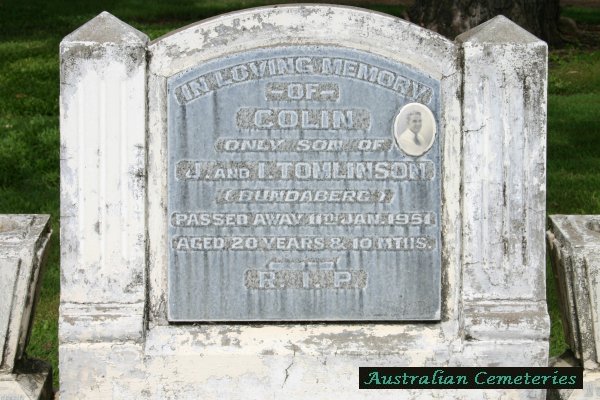 IN LOVING MEMORY
OF
COLIN
ONLY SON OF
J. AND I. TOMLINSON
(BUNDABERG)
PASSED AWAY 11TH JAN. 1951
AGED 20 YEARS & 10 MTHS.
R.I.P.
Australian Cemeteries